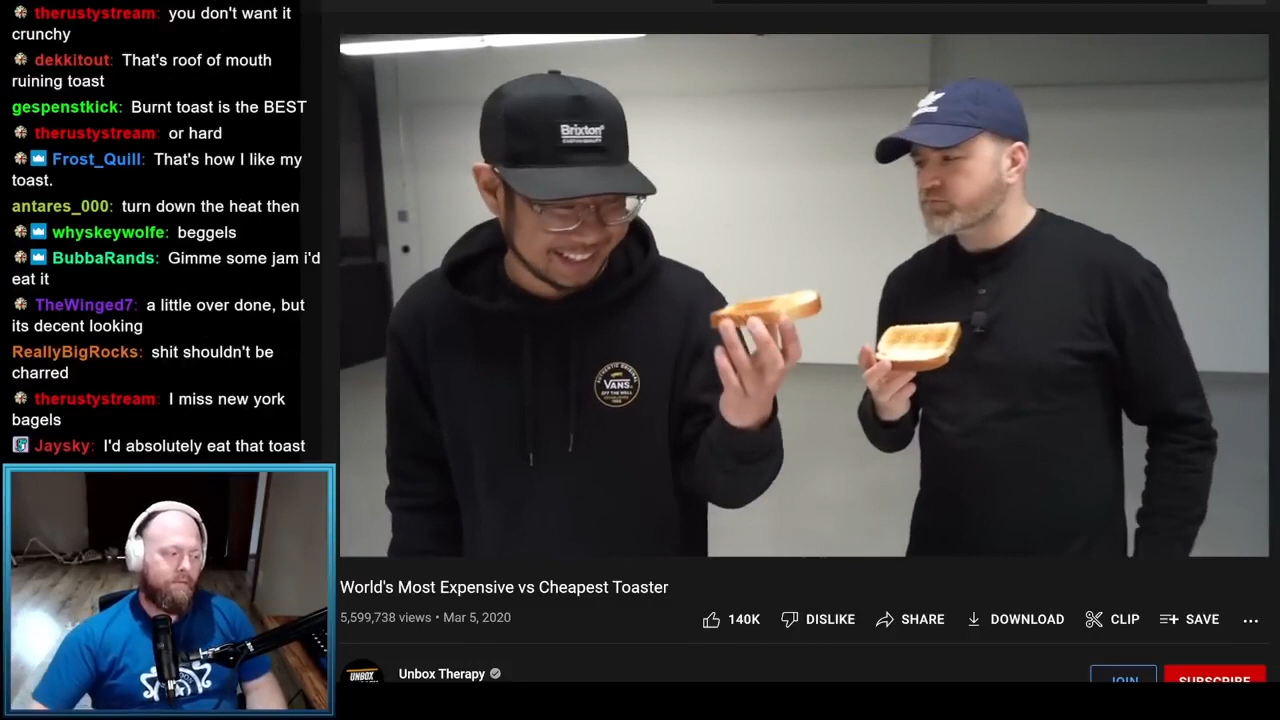 therustystream: you don't want it
crunchy
dekkitout: That's roof of mouth
ruining toast
gespenstkick: Burnt toast is the BEST
therustystream: or hard
Frost_Quill: That's how I like my
toast.
antares_000: turn down the heat then
whyskeywolfe: beggels
BubbaRands: Gimme some jam i'd
eat it
TheWinged7: a little over done, but
its decent looking
ReallyBigRocks: shit shouldn't be
charred
therustystream: I miss new york
bagels
Jaysky: I'd absolutely eat that toast
Brixton
VANS
OFF THE WALL
World's Most Expensive vs Cheapest Toaster
5,599,738 views • Mar 5, 2020
140K
DISLIKE
SHARE
DOWNLOAD
CLIP
SAVE
UNBOX
Unbox Therapy
JOIN
SUBSCRIBE